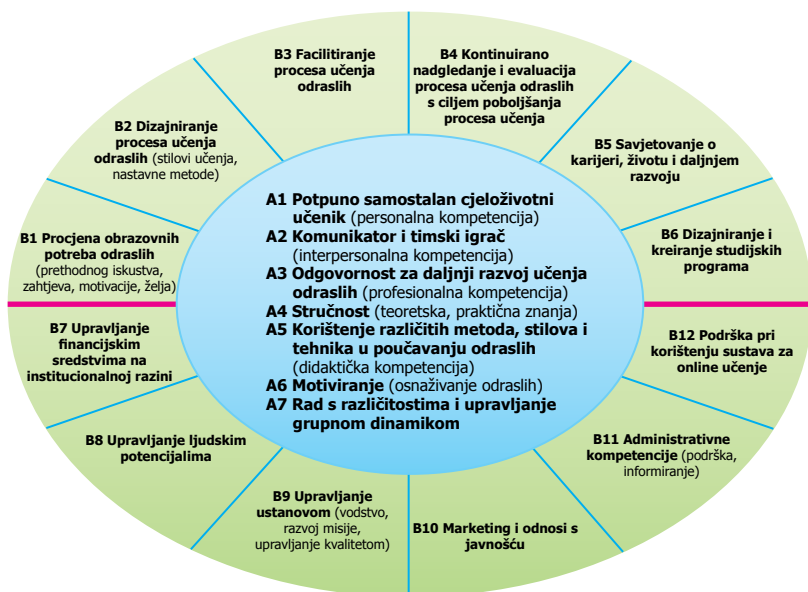 B3 Facilitiranje
procesa učenja
odraslih
B4 Kontinuirano
nadgledanje i evaluacija
procesa učenja odraslih
s ciljem poboljšanja
procesa učenja
B2 Dizajniranje
procesa učenja
odraslih (stilovi učenja,
nastavne metode)
B5 Savjetovanje o
karijeri, životu i daljnjem
razvoju
B1 Procjena obrazovnih
potreba odraslih
(prethodnog iskustva,
zahtjeva, motivacije, želja)
B6 Dizajniranje i
kreiranje studijskih
programa
A1 Potpuno samostalan cjeloživotni
učenik (personalna kompetencija)
A2 Komunikator i timski igrač
(interpersonalna kompetencija)
A3 Odgovornost za daljnji razvoj učenja
odraslih (profesionalna kompetencija)
A4 Stručnost (teoretska, praktična znanja)
A5 Korištenje različitih metoda, stilova i
tehnika u poučavanju odraslih
(didaktička kompetencija)
A6 Motiviranje (osnaživanje odraslih)
A7 Rad s različitostima i upravljanje
grupnom dinamikom
B7 Upravljanje
financijskim
sredstvima na
institucionalnoj razini
B12 Podrška pri
korištenju sustava za
online učenje
B8 Upravljanje ljudskim
potencijalima
B11 Administrativne
kompetencije (podrška,
informiranje)
B9 Upravljanje
ustanovom (vodstvo,
razvoj misije,
upravljanje kvalitetom)
B10 Marketing i odnosi s
javnošću